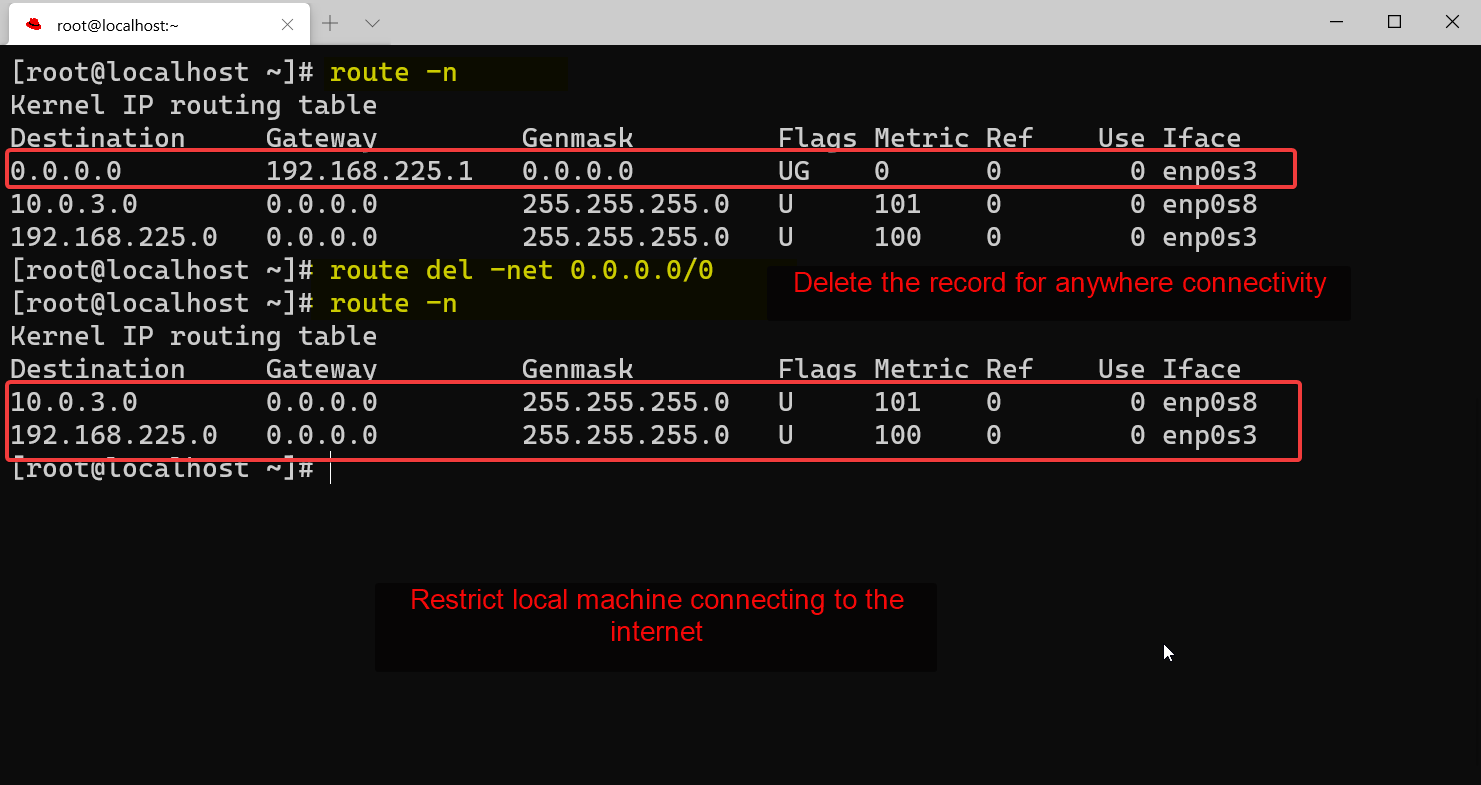 root@localhost:~
[root@localhost ~]# route -n
Kernel IP routing table
Destination     Gateway         Genmask         Flags Metric Ref    Use Iface
0.0.0.0         192.168.225.1   0.0.0.0         UG    0      0        0 enp0s3
10.0.3.0        0.0.0.0         255.255.255.0   U     101    0        0 enp0s8
192.168.225.0   0.0.0.0         255.255.255.0   U     100    0        0 enp0s3
[root@localhost ~]# route del -net 0.0.0.0/0
Delete the record for anywhere connectivity
[root@localhost ~]# route -n
Kernel IP routing table
Destination     Gateway         Genmask         Flags Metric Ref    Use Iface
10.0.3.0        0.0.0.0         255.255.255.0   U     101    0        0 enp0s8
192.168.225.0   0.0.0.0         255.255.255.0   U     100    0        0 enp0s3
[root@localhost ~]#
Restrict local machine connecting to the
internet